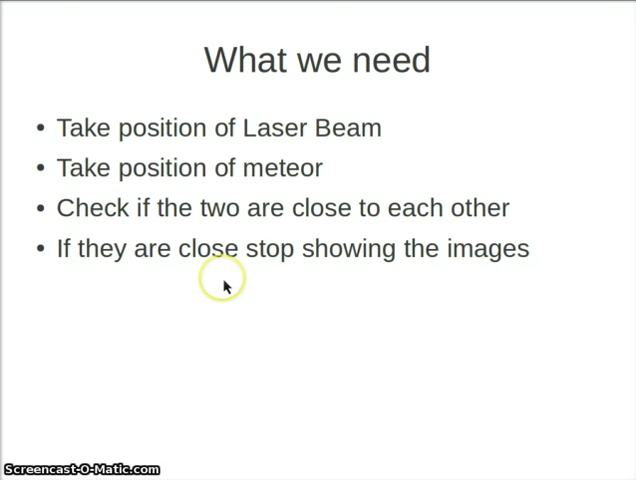 What we need
• Take position of Laser Beam
• Take position of meteor
• Check if the two are close to each other
• If they are close stop showing the images
Screencast-O-Matic.com